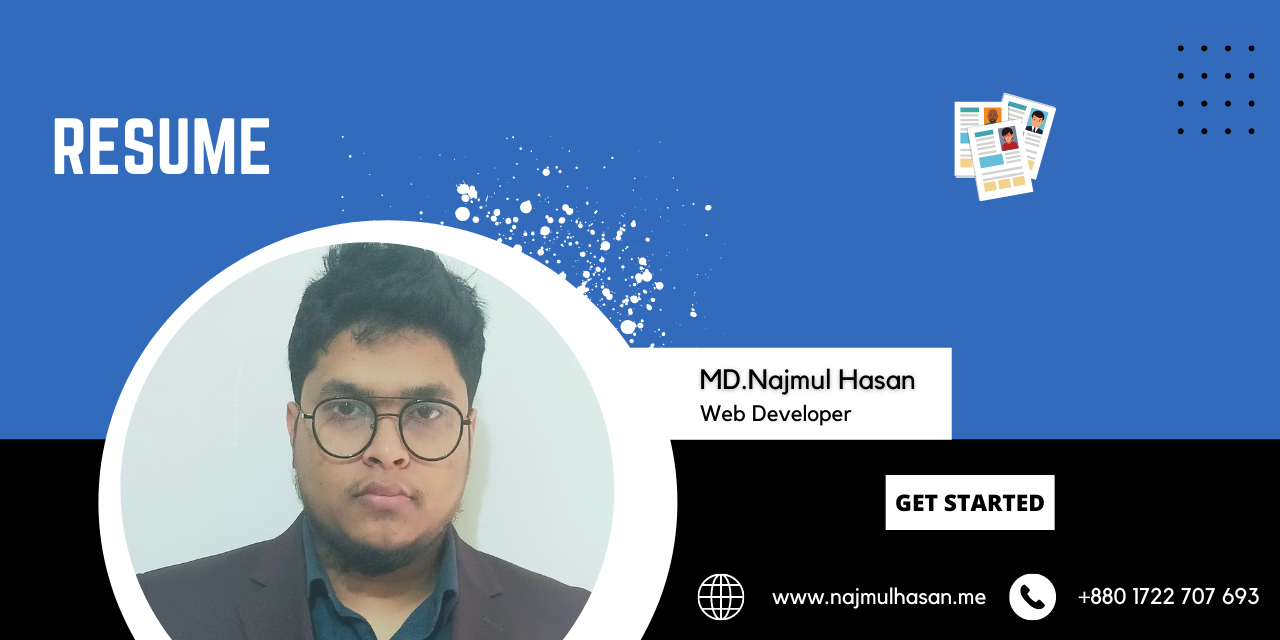 RESUME
MD.Najmul Hasan
Web Developer
GET STARTED
www.najmulhasan.me
+880 1722 707 693